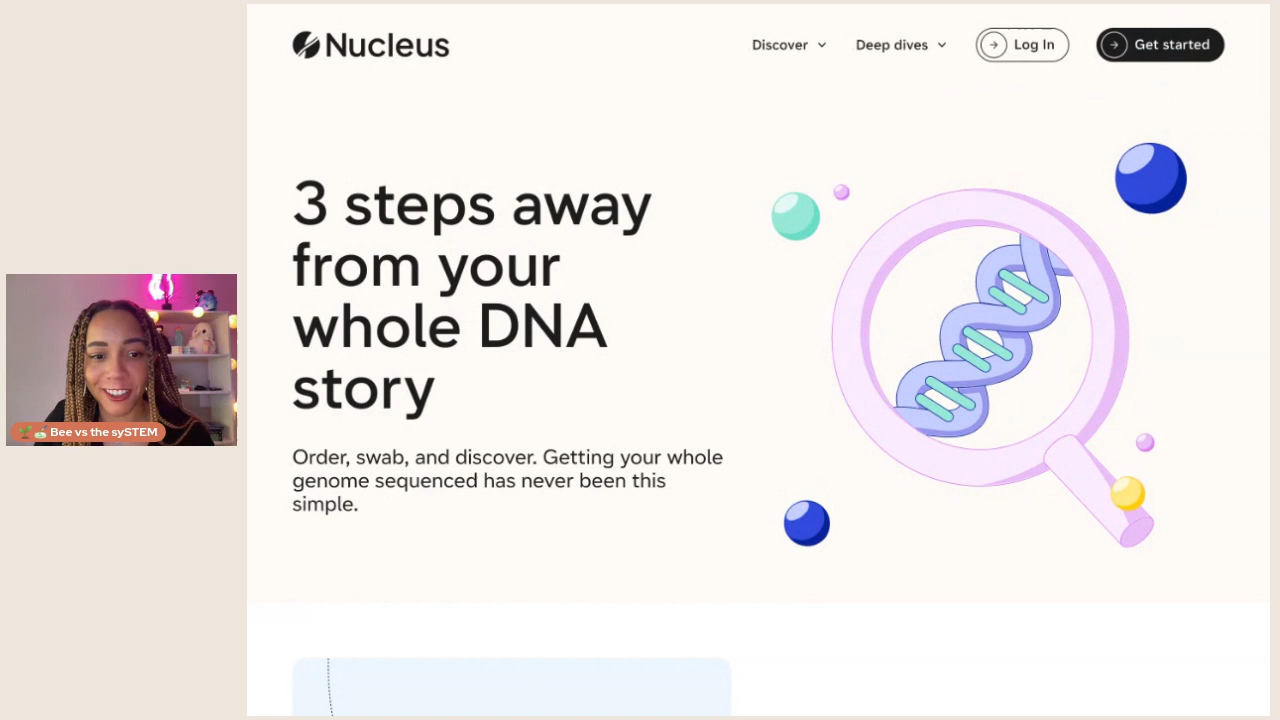 Nucleus
Discover
Deep dives
Log In
Get started
3 steps away
from your
whole DNA
story
Order, swab, and discover. Getting your whole
genome sequenced has never been this
simple.
Bee vs the sySTEM